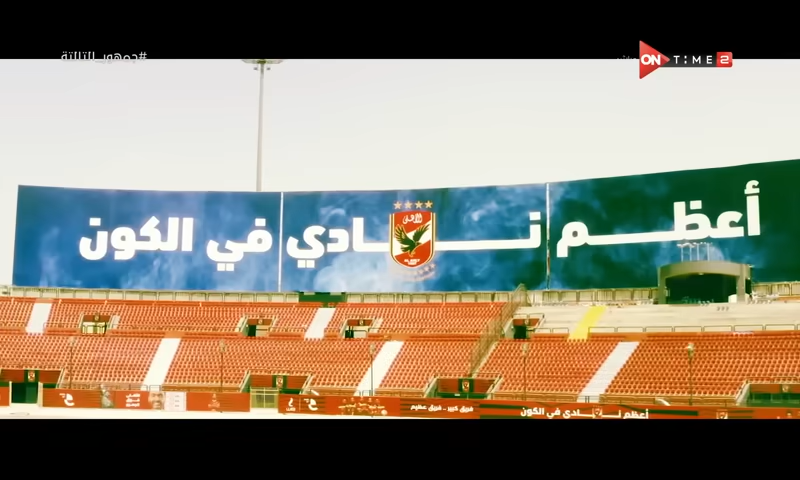 #جمهور_التالتة
ON TIME 2
أعظم نادي في الكون
الأهلي
فريق كبير .. فريق عظيم
أعظم نادي في الكون